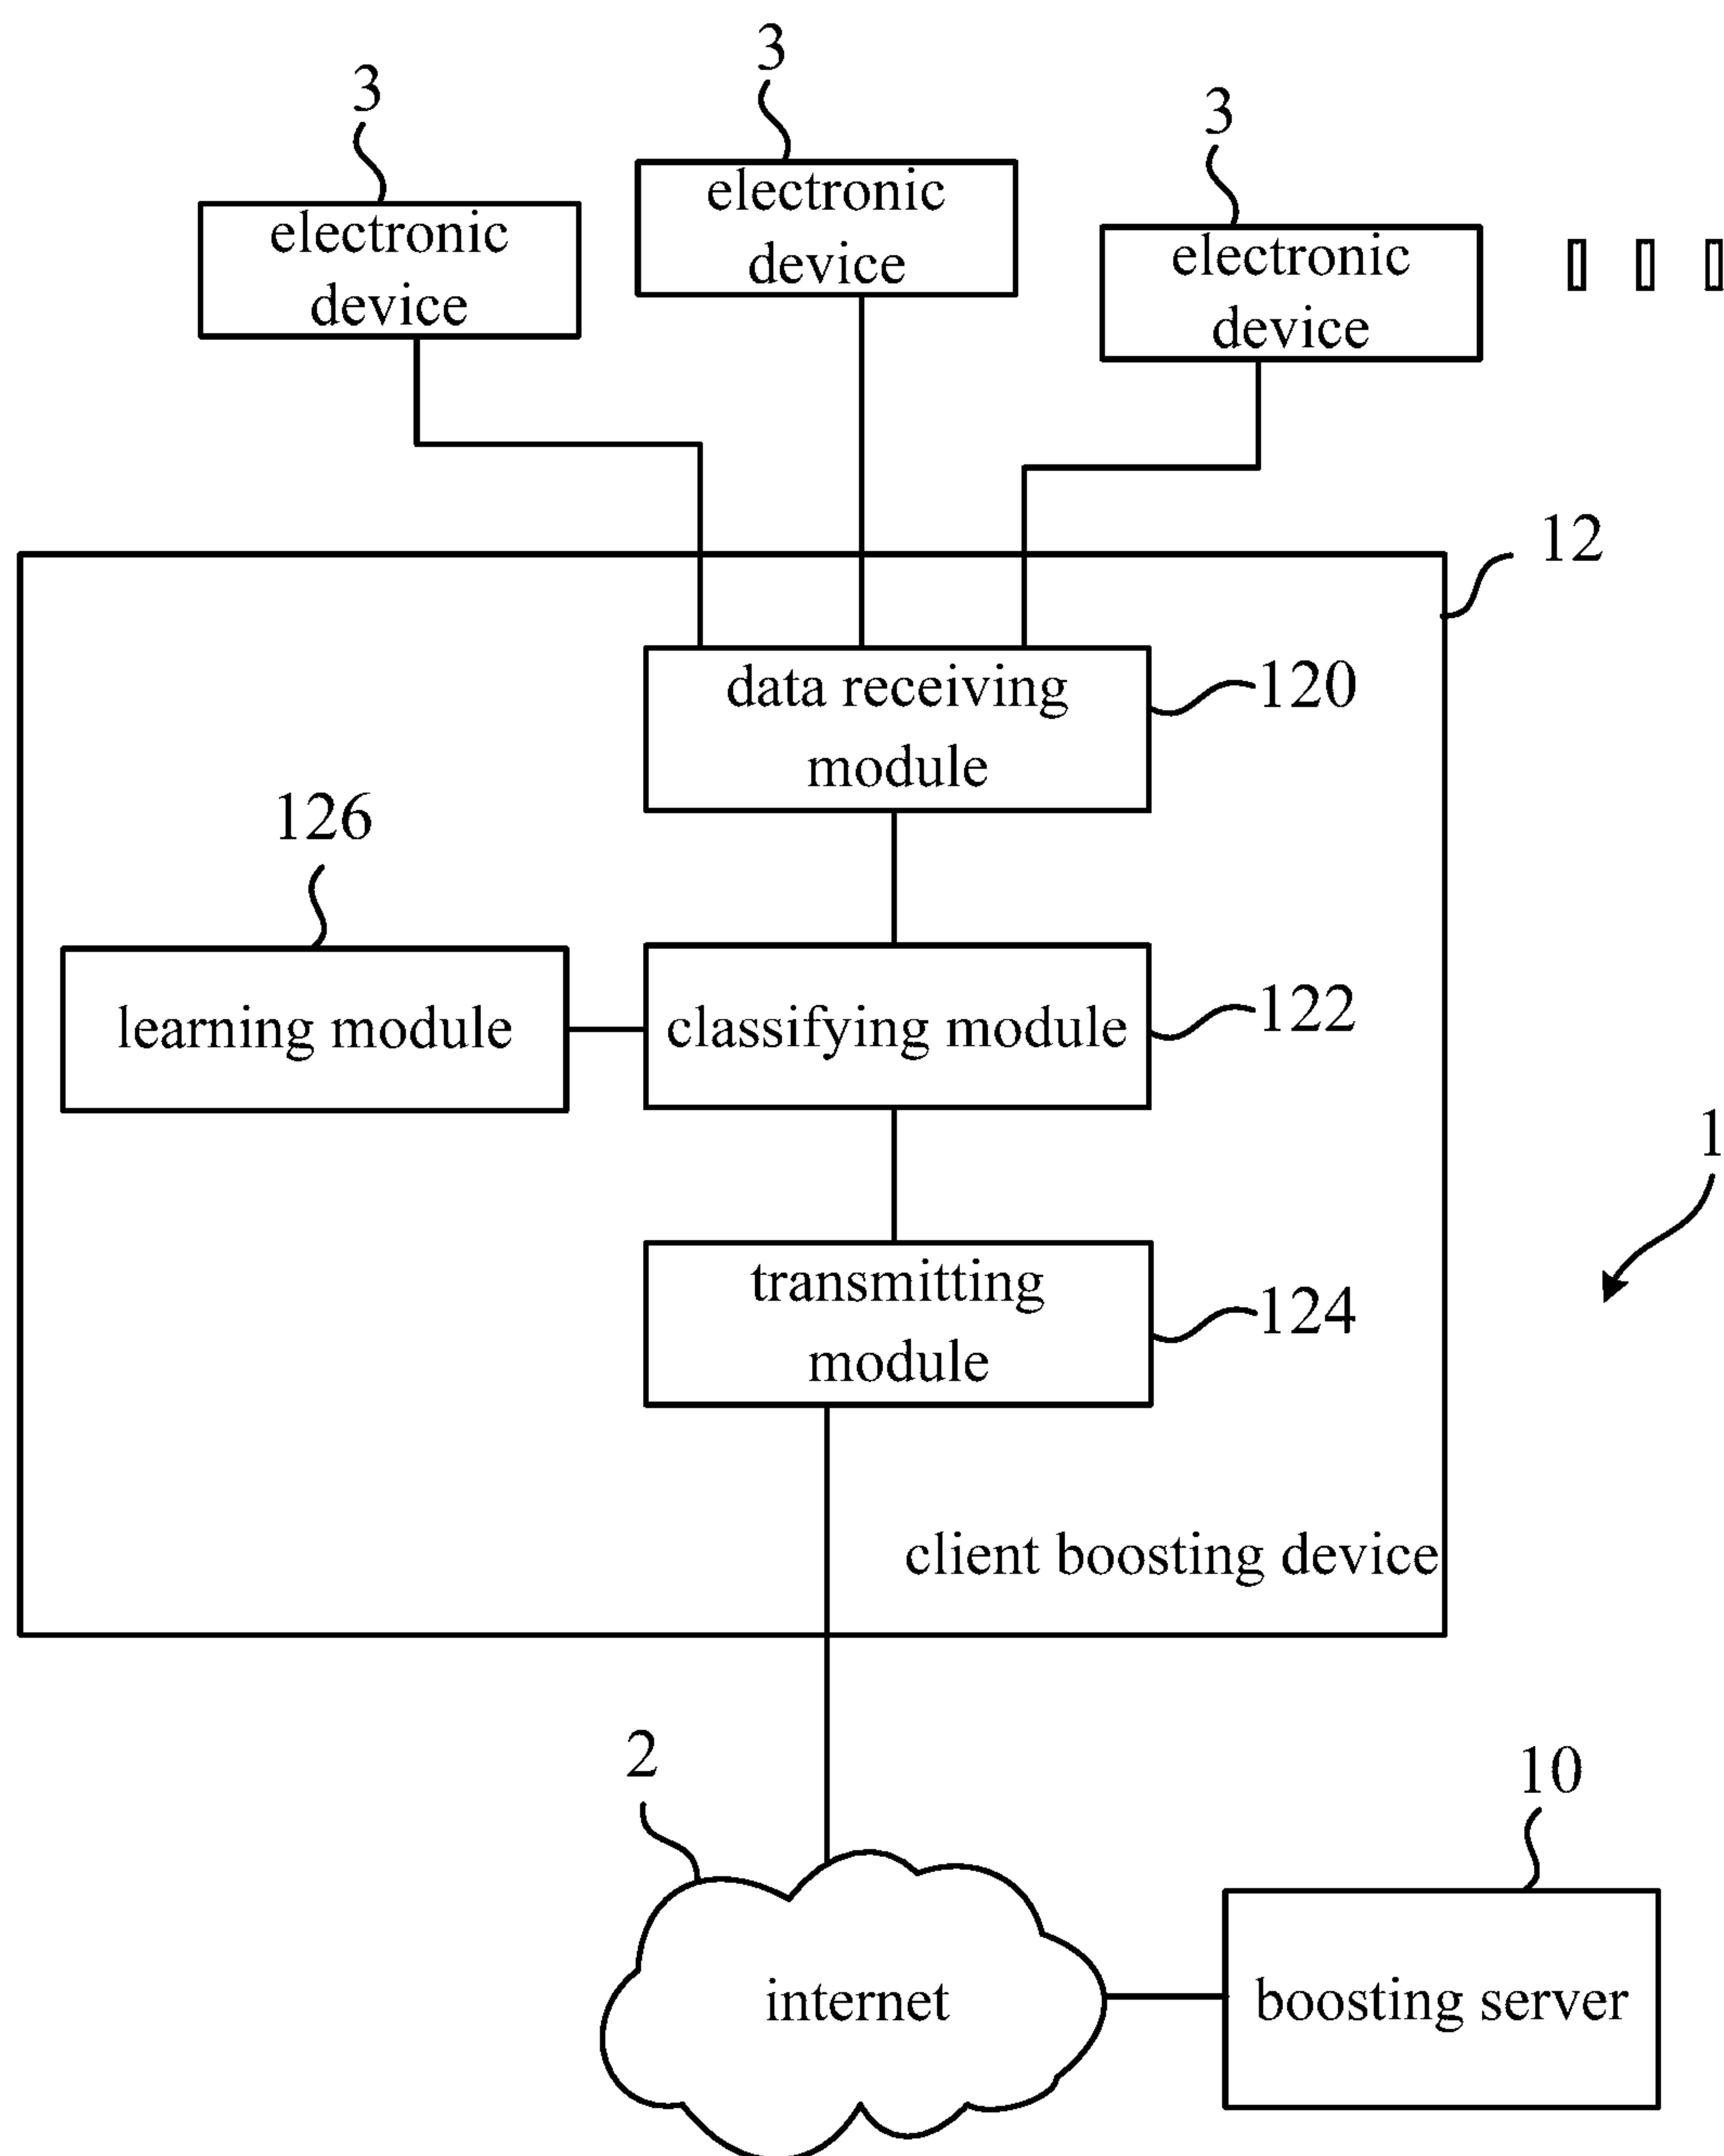 3
3
3
electronic
device
electronic
device
electronic
device
12
data receiving
module
120
126
learning module
classifying module
122
1
transmitting
module
124
client boosting device
2
10
internet
boosting server